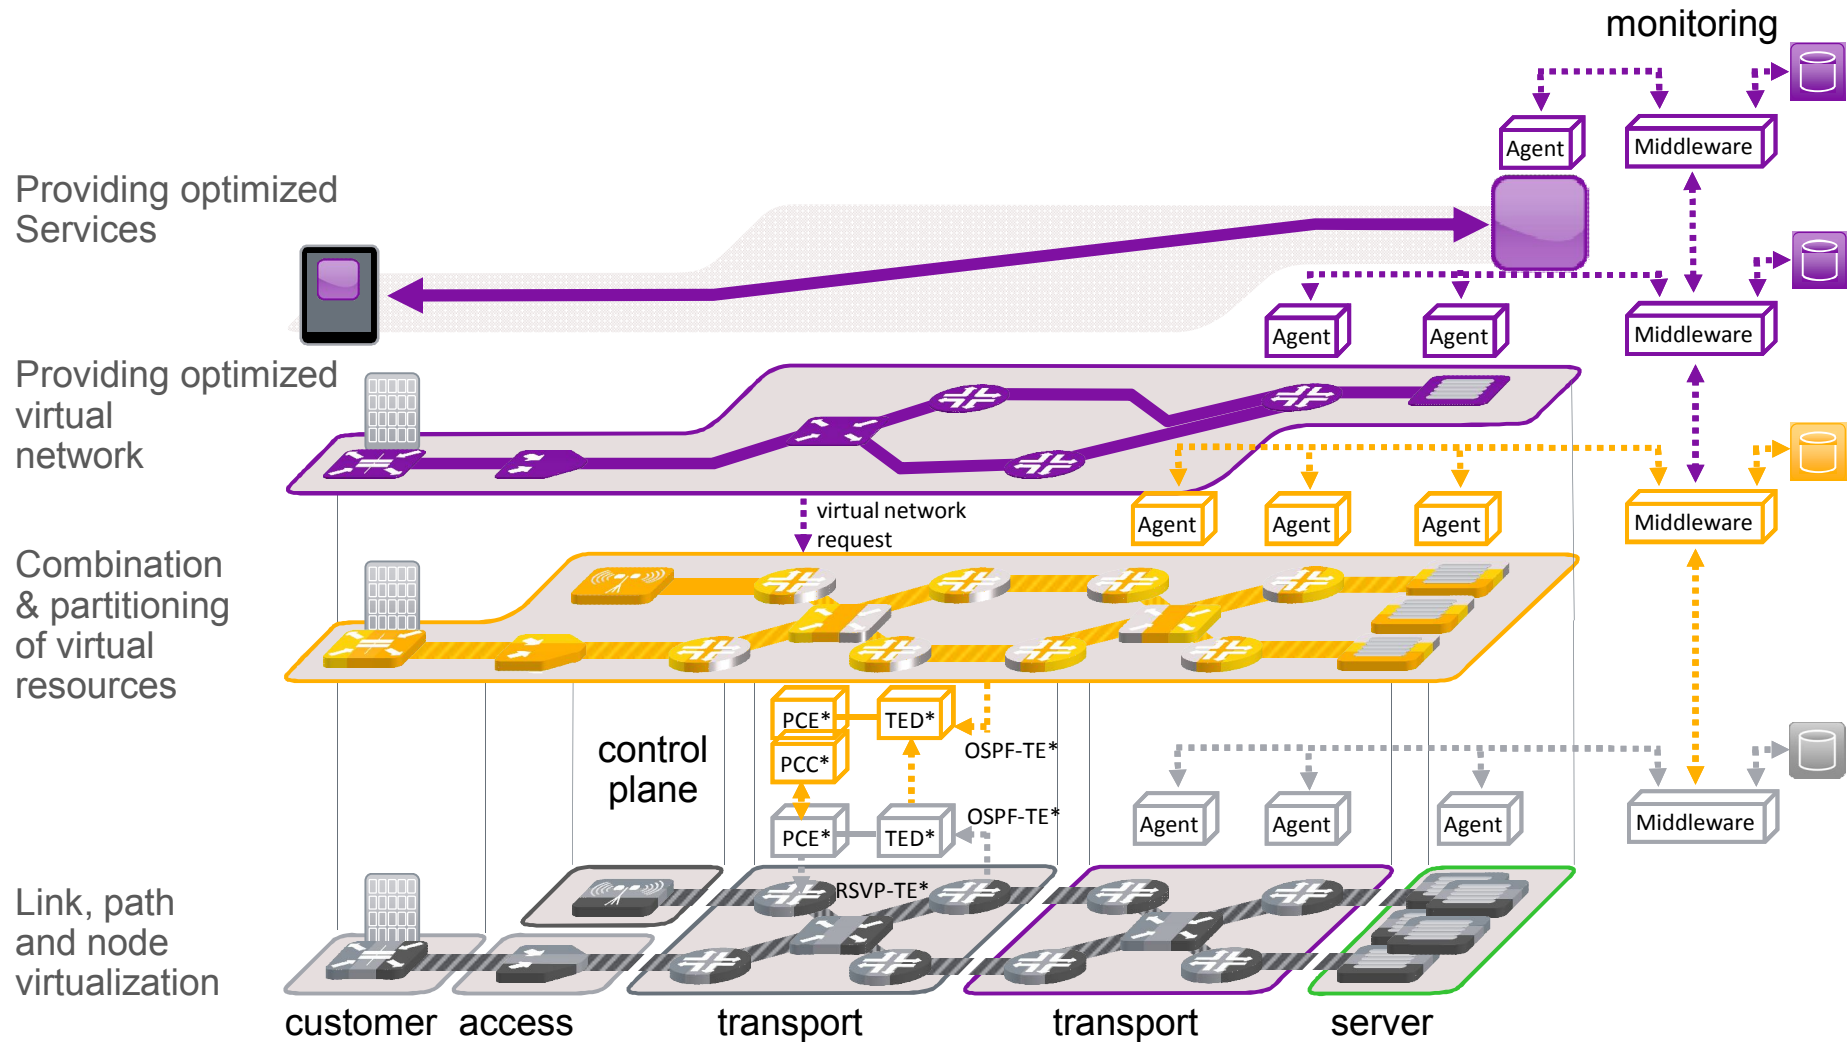 monitoring
Agent
Middleware
Providing optimized
Services
Agent
Agent
Middleware
Providing optimized
virtual
network
virtual network
request
Agent
Agent
Agent
Middleware
Combination
& partitioning
of virtual
resources
control
plane
PCE*
TED*
OSPF-TE*
PCC*
PCE*
TED*
OSPF-TE*
Agent
Agent
Agent
Middleware
RSVP-TE*
Link, path
and node
virtualization
customer
access
transport
transport
server